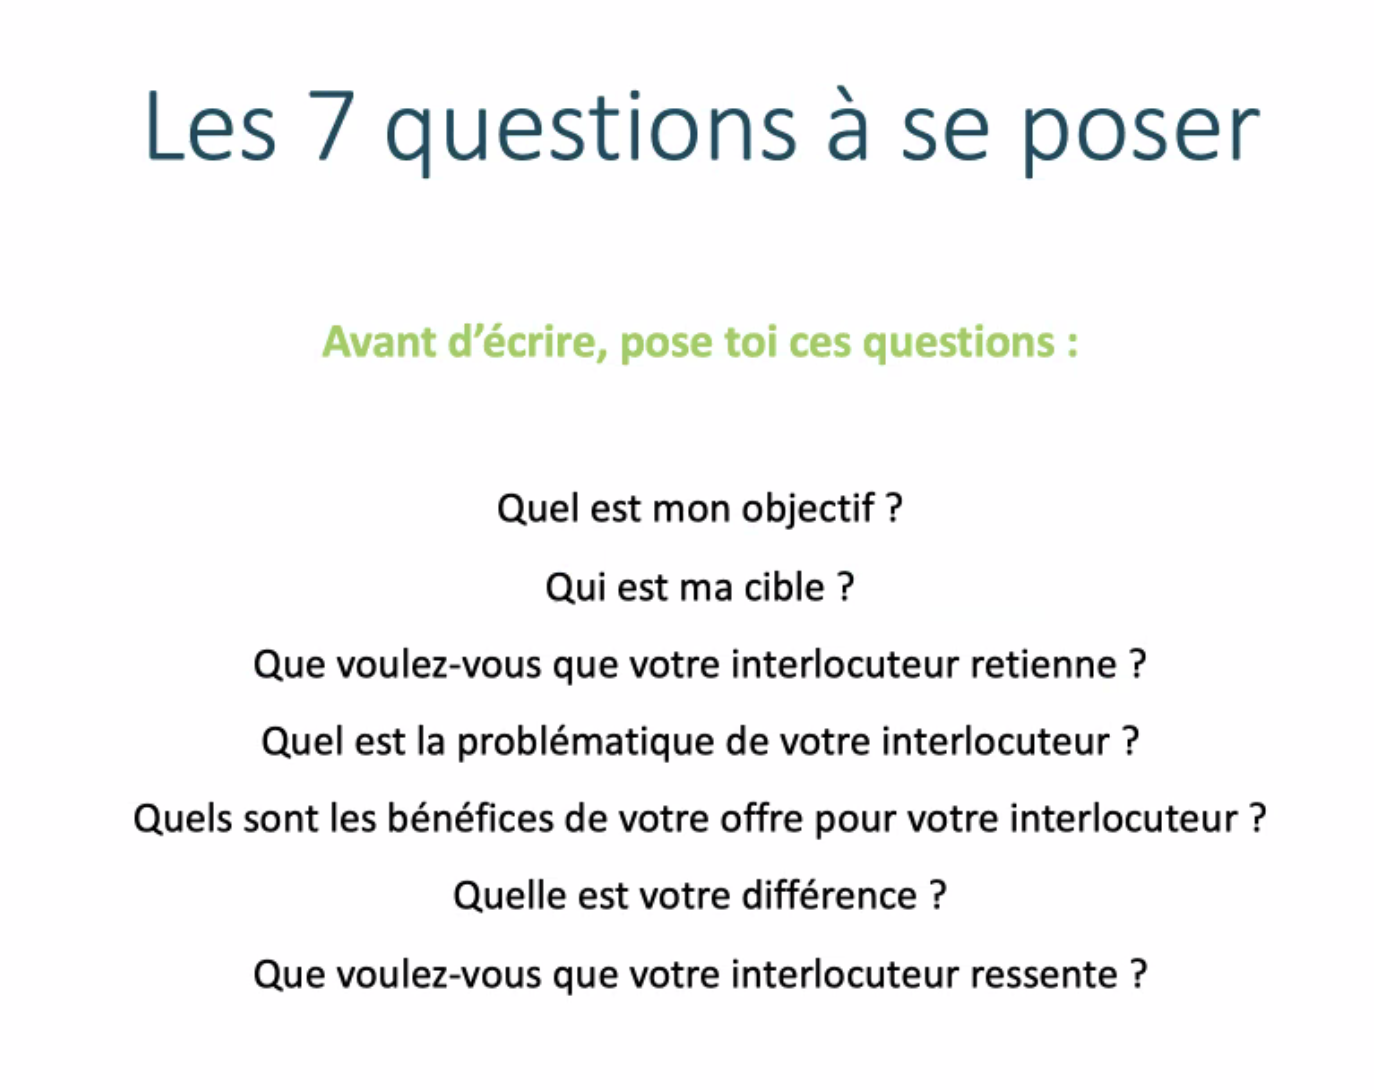 Les 7 questions à se poser
Avant d’écrire, pose toi ces questions :
Quel est mon objectif ?
Qui est ma cible ?
Que voulez-vous que votre interlocuteur retienne ?
Quel est la problématique de votre interlocuteur ?
Quels sont les bénéfices de votre offre pour votre interlocuteur ?
Quelle est votre différence ?
Que voulez-vous que votre interlocuteur ressente ?